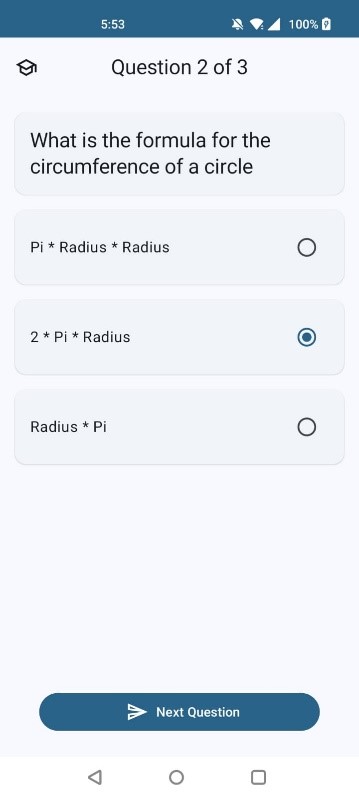 5:53
100%
Question 2 of 3
What is the formula for the
circumference of a circle
Pi * Radius * Radius
2 * Pi * Radius
Radius * Pi
Next Question